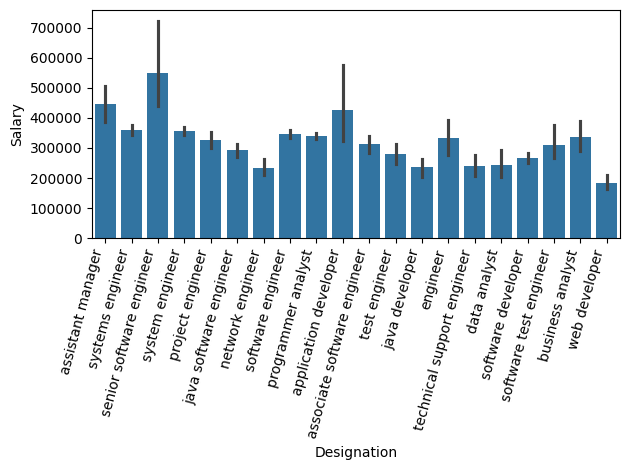 700000
600000
500000
400000
300000
200000
100000
0
Salary
assistant manager
systems engineer
senior software engineer
system engineer
project engineer
java software engineer
network engineer
software engineer
programmer analyst
application developer
associate software engineer
test engineer
java developer
engineer
technical support engineer
data analyst
software developer
software test engineer
business analyst
web developer
Designation